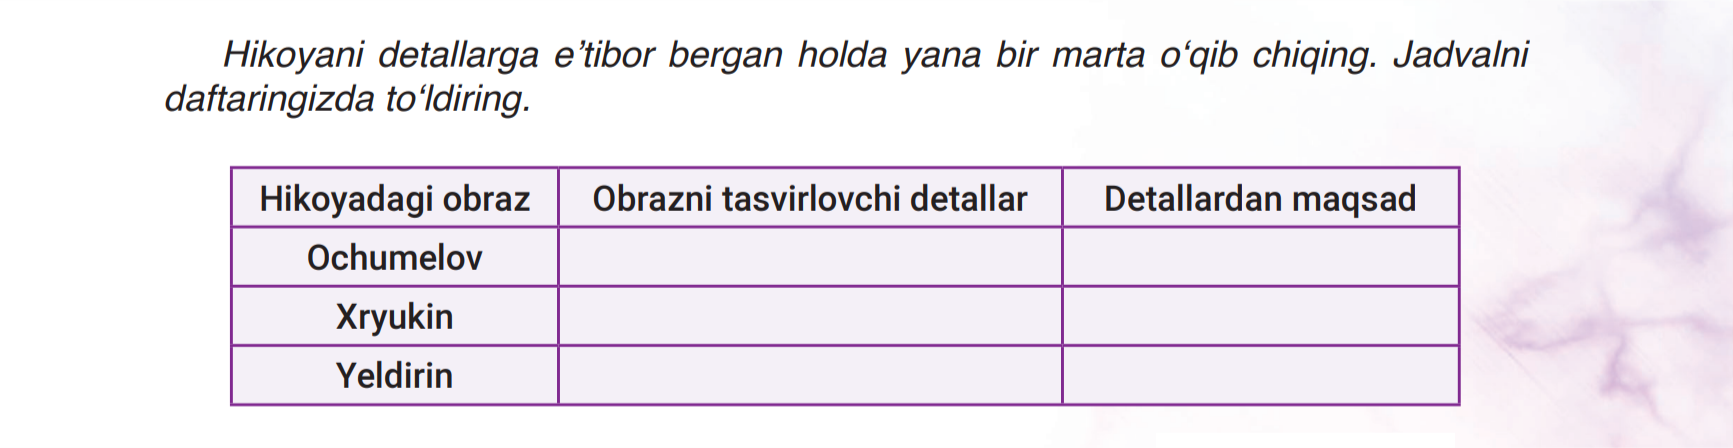 Hikoyani detallarga e’tibor bergan holda yana bir marta o‘qib chiqing. Jadvalni
daftaringizda to‘ldiring.
Hikoyadagi obraz Obrazni tasvirlovchi detallar Detallardan maqsad
Ochumelov
Xryukin
Yeldirin